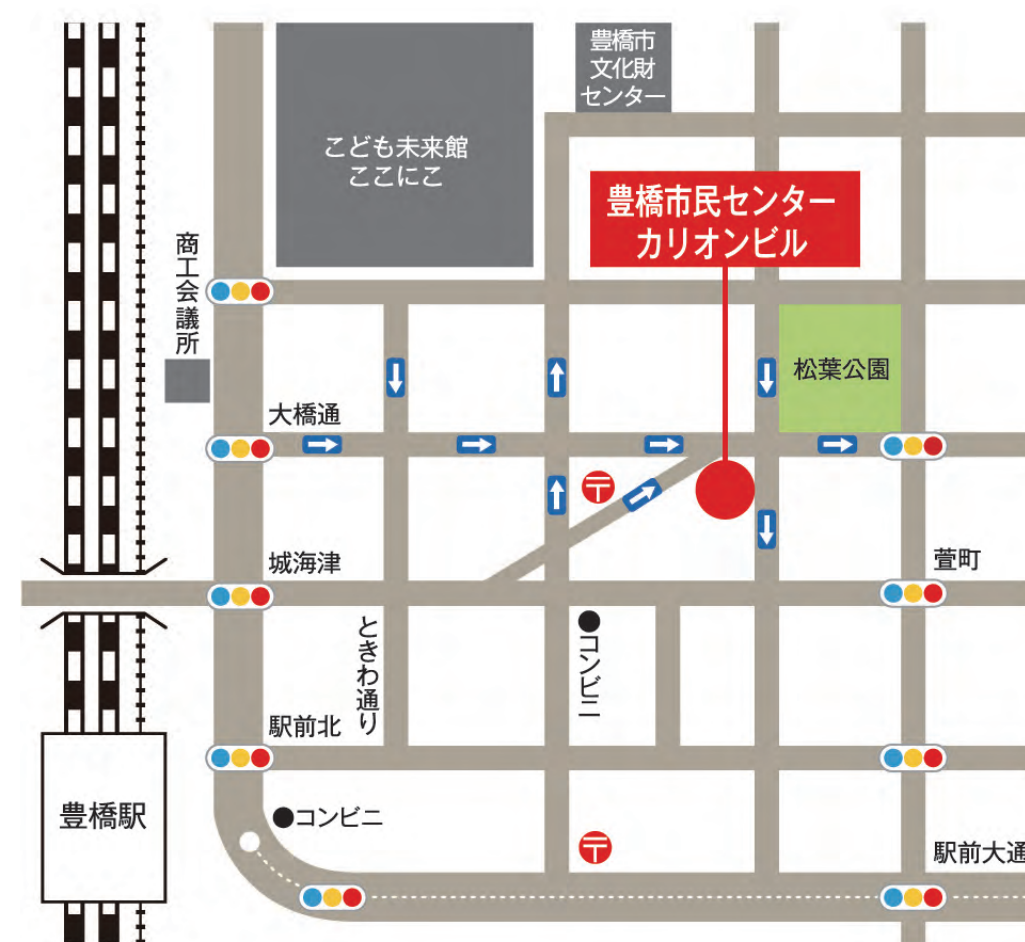 豊橋市
文化財
センター
こども未来館
ここにこ
豊橋市民センター
カリオンビル
商工会議所
松葉公園
大橋通
城海津
萱町
ときわ通り
コンビニ
駅前北
豊橋駅
コンビニ
駅前大通